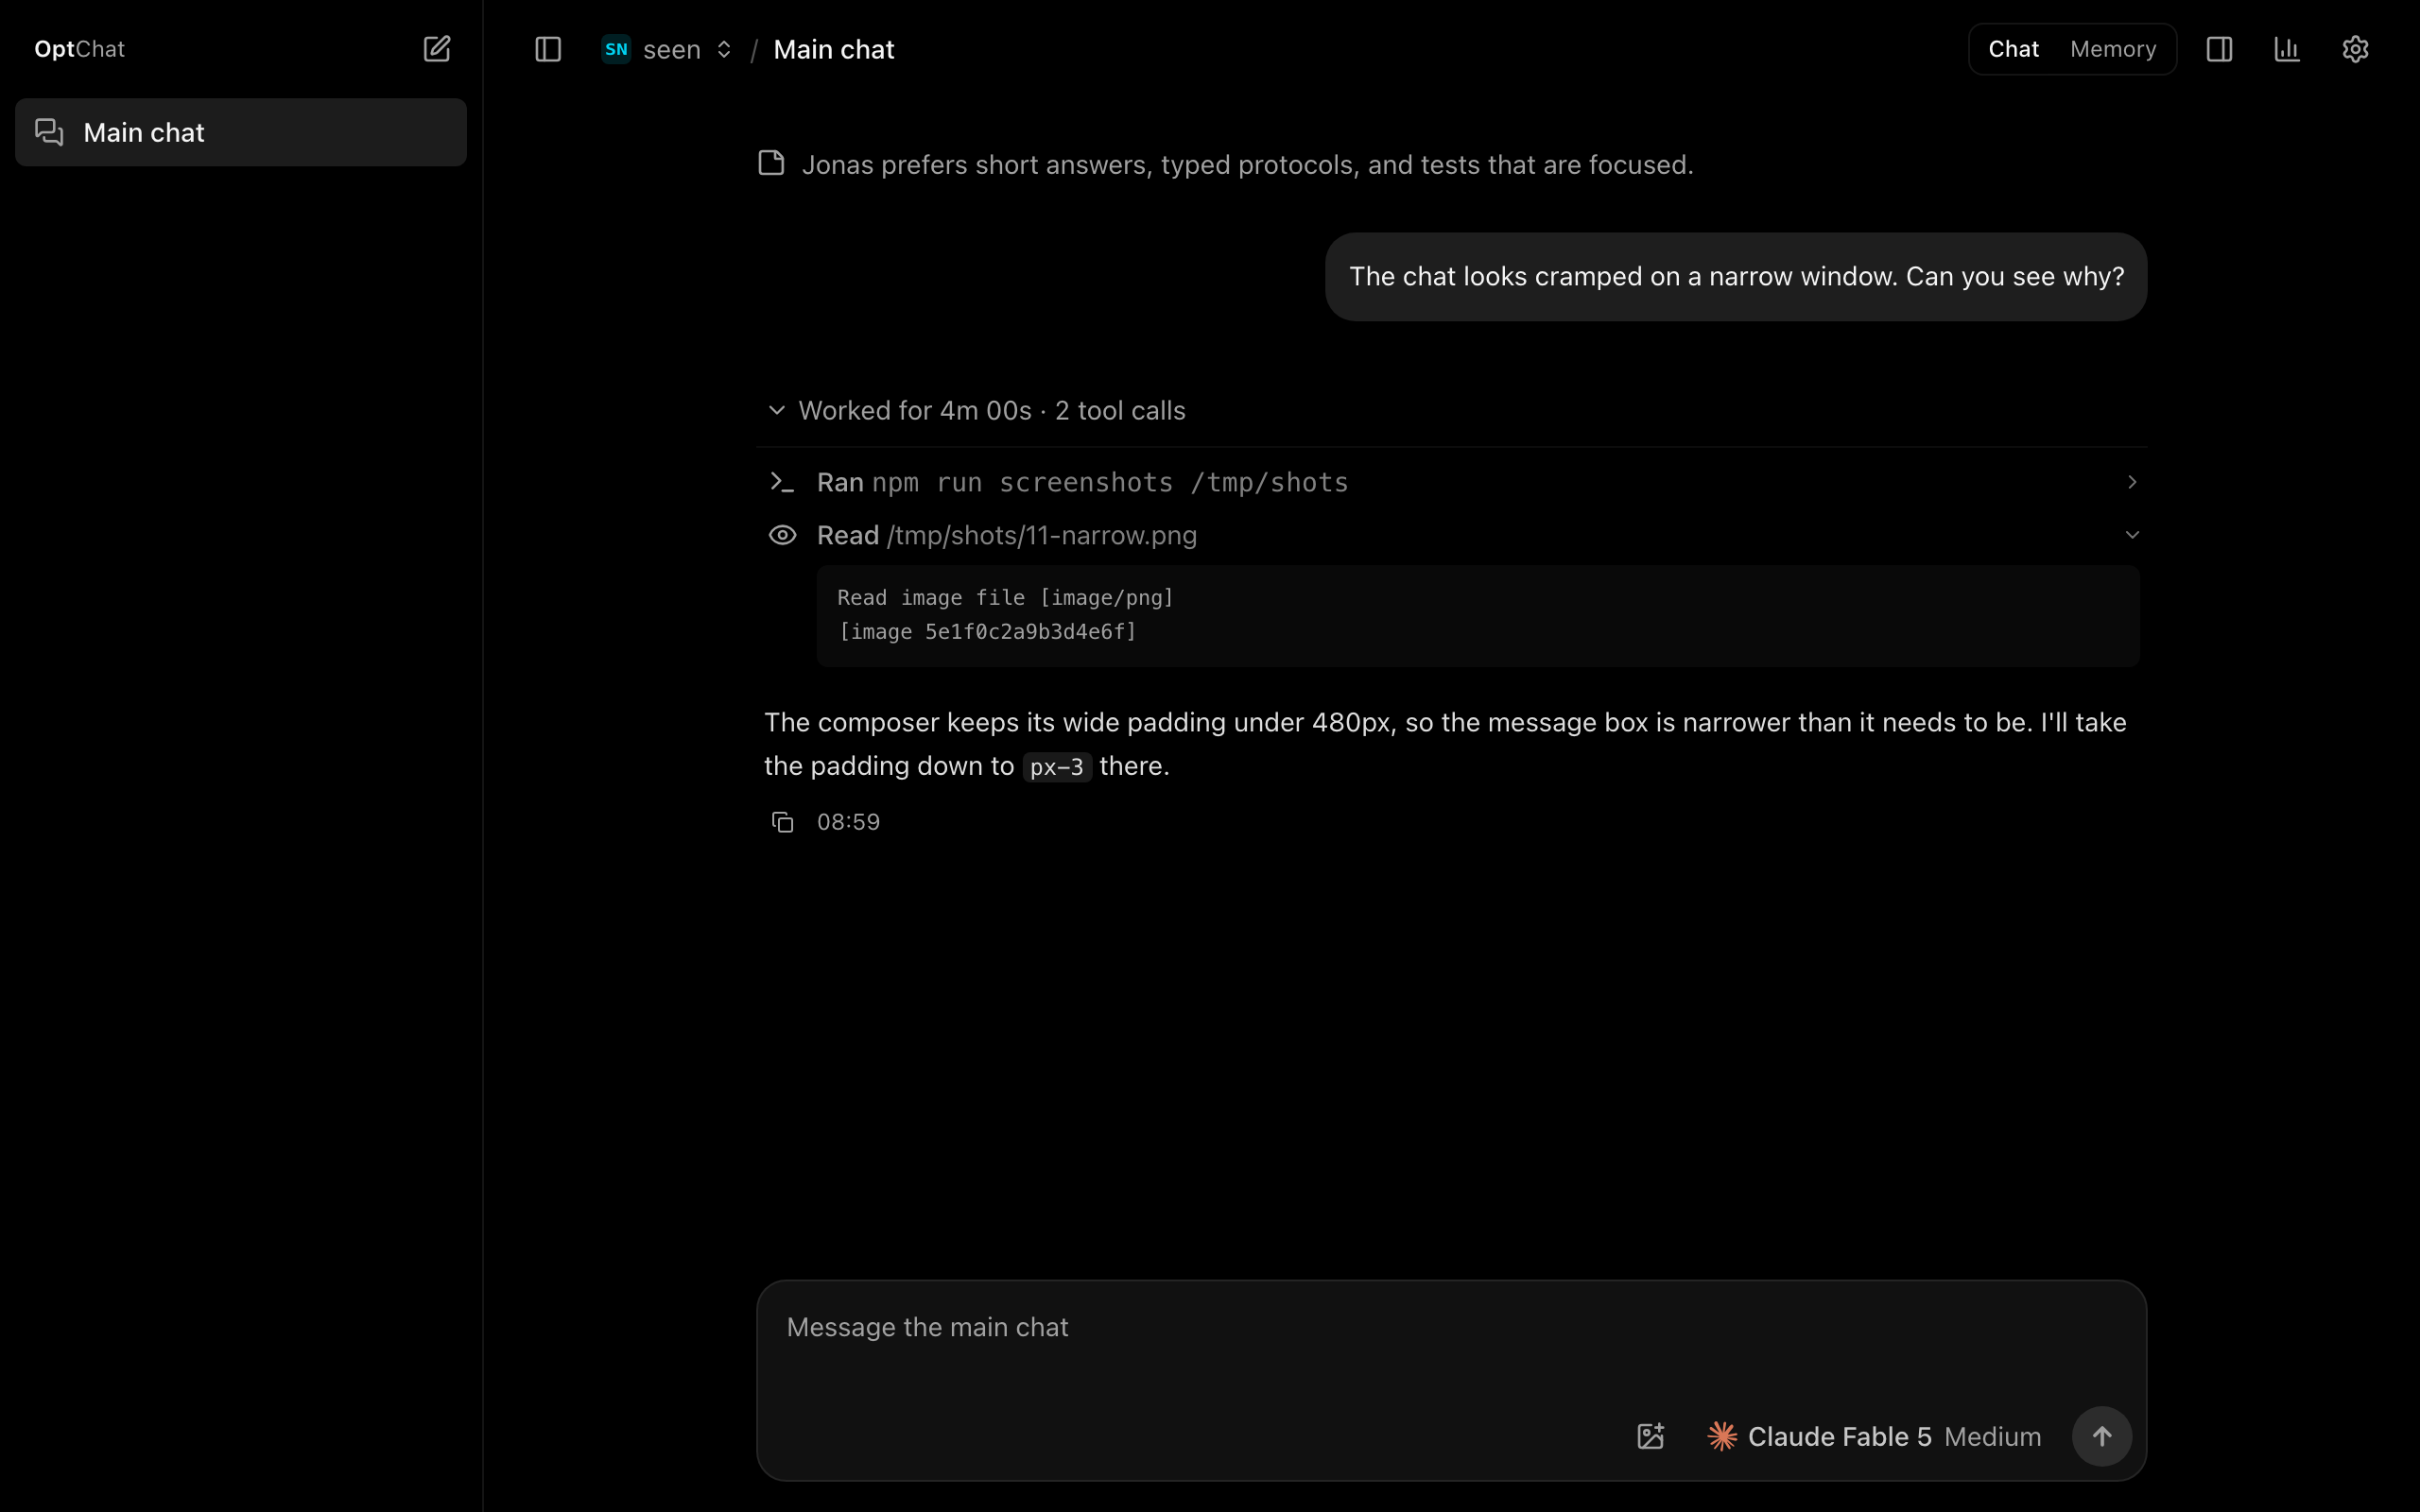 OptChat
SN seen / Main chat
Chat Memory
Main chat
Jonas prefers short answers, typed protocols, and tests that are focused.
The chat looks cramped on a narrow window. Can you see why?
Worked for 4m 00s · 2 tool calls
Ran npm run screenshots /tmp/shots
Read /tmp/shots/11-narrow.png
Read image file [image/png]
[image 5e1f0c2a9b3d4e6f]
The composer keeps its wide padding under 480px, so the message box is narrower than it needs to be. I'll take
the padding down to px-3 there.
08:59
Message the main chat
Claude Fable 5 Medium